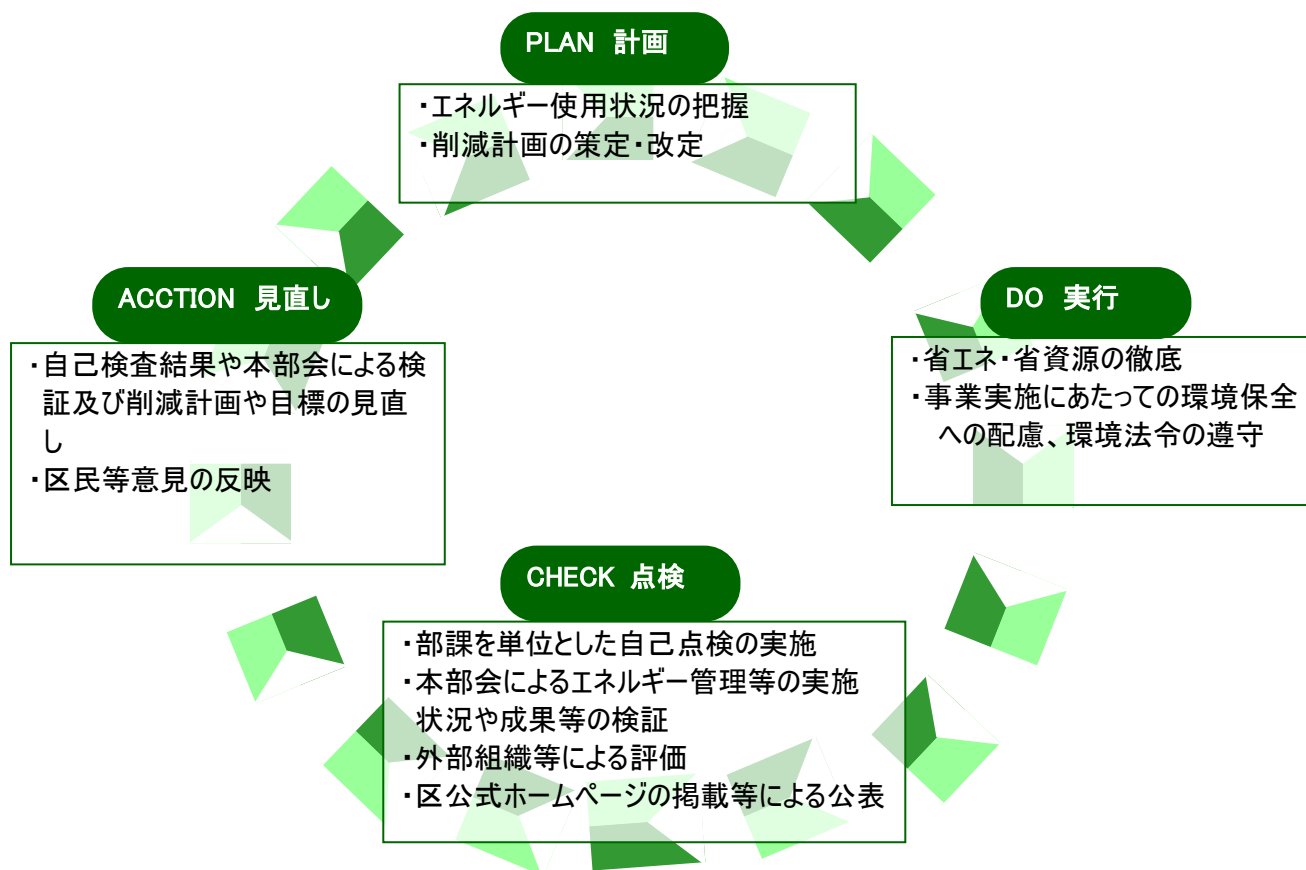 PLAN 計画
・エネルギー使用状況の把握
・削減計画の策定・改定
ACCTION 見直し
・自己検査結果や本部会による検
証及び削減計画や目標の見直
し
・区民等意見の反映
DO 実行
・省エネ・省資源の徹底
・事業実施にあたっての環境保全
への配慮、環境法令の遵守
CHECK 点検
・部課を単位とした自己点検の実施
・本部会によるエネルギー管理等の実施
状況や成果等の検証
・外部組織等による評価
・区公式ホームページの掲載等による公表